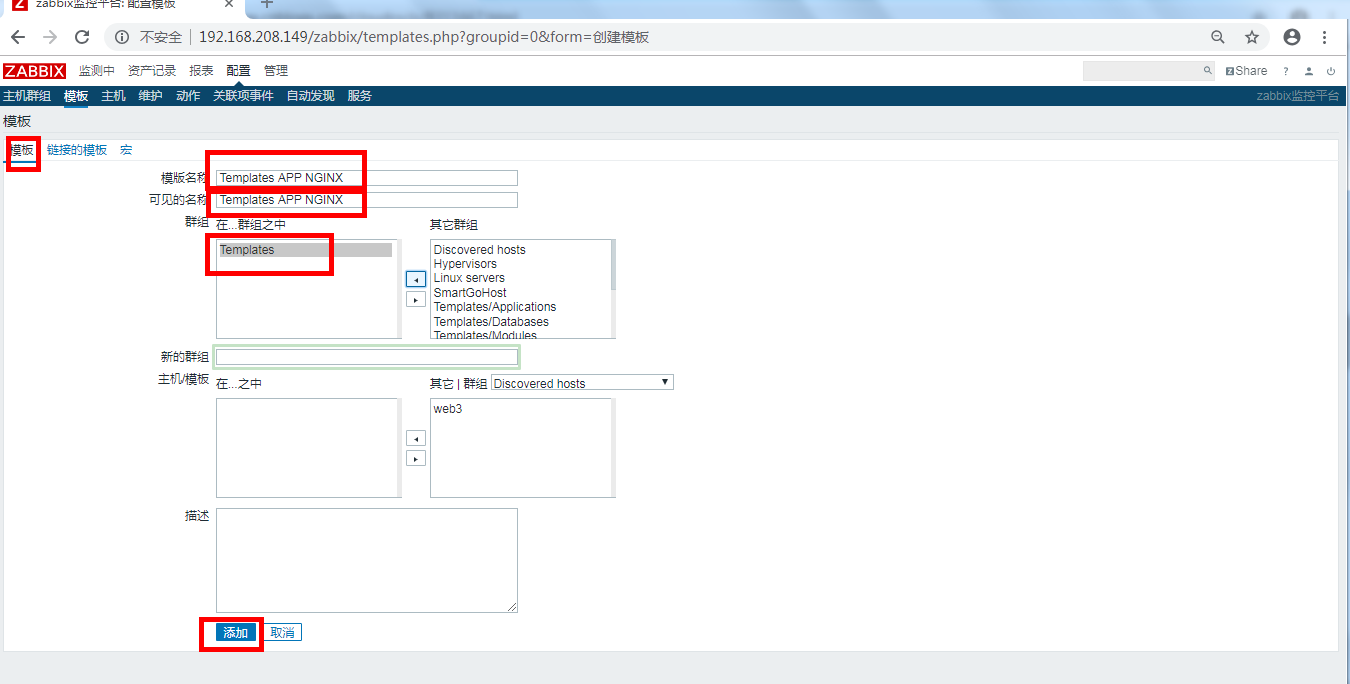 Z zabbix监控平台: 配置模板 ×
不安全 192.168.208.149/zabbix/templates.php?groupid=0&form=创建模板
ZABBIX 监测中 资产记录 报表 配置 管理 Share ?
主机群组 模板 主机 维护 动作 关联项事件 自动发现 服务 zabbix监控平台
模板
模板 链接的模板 宏
模版名称 Templates APP NGINX
可见的名称 Templates APP NGINX
群组 在...群组之中 其它群组
Templates
Discovered hosts
Hypervisors
Linux servers
SmartGoHost
Templates/Applications
Templates/Databases
Templates/Modules
新的群组
主机/模板 在...之中 其它 | 群组 Discovered hosts
web3
描述
添加 取消